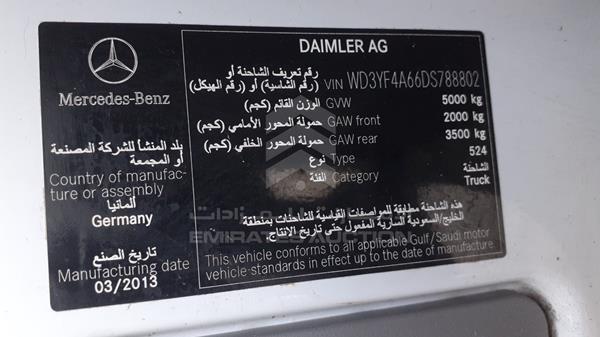 DAIMLER AG
Mercedes-Benz
رقم تعريف الشاحنة أو
(رقم الشاسية) أو (رقم الهيكل) VIN WD3YF4A66DS788802
الوزن القائم (كجم) GVW 5000 kg
حمولة المحور الأمامي (كجم) GAW front 2000 kg
حمولة المحور الخلفي (كجم) GAW rear 3500 kg
نوع Type 524
الفئة Category الشاحنة
Truck
بلد المنشأ للشركة المصنعة
أو المجمعة
Country of manufac-
ture or assembly
ألمانيا
Germany
تاريخ الصنع
Manufacturing date
03/2013
هذه الشاحنة مطابقة للمواصفات القياسية للشاحنات بمنطقة
الخليج/السعودية السارية المفعول حتى تاريخ الانتاج.
This vehicle conforms to all applicable Gulf/Saudi motor
vehicle-standards in effect up to the date of manufacture.
EMIRATES AUCTION